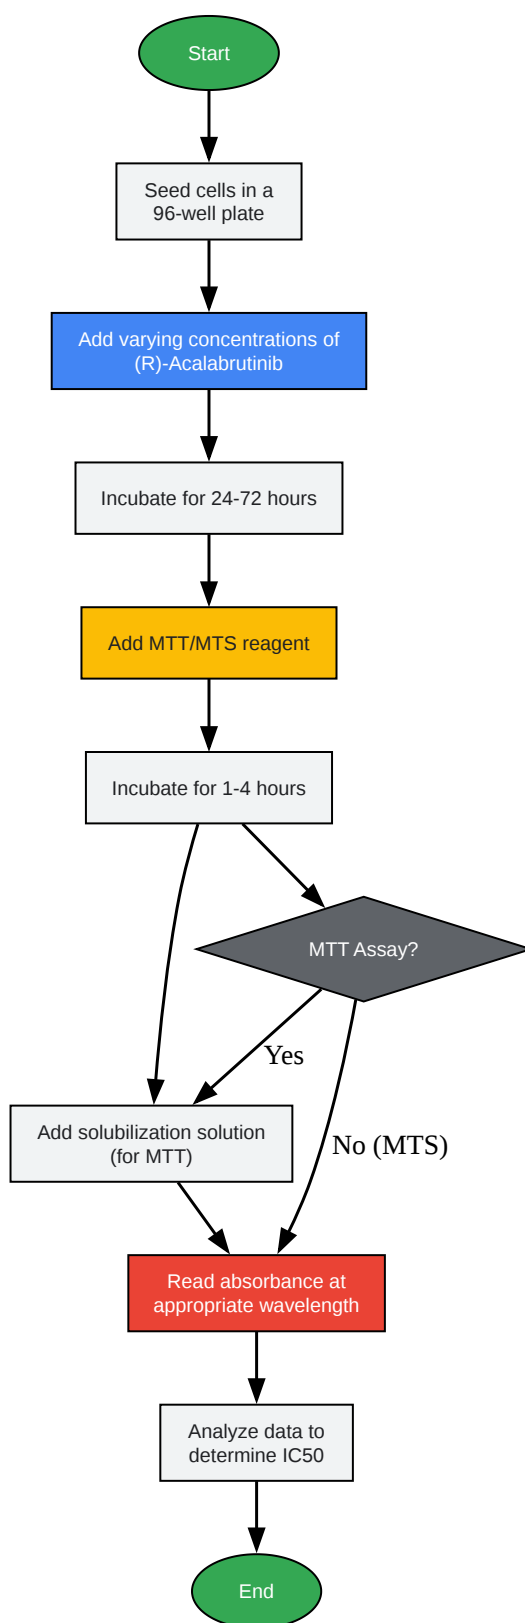 Start
Seed cells in a
96-well plate
Add varying concentrations of
(R)-Acalabrutinib
Incubate for 24-72 hours
Add MTT/MTS reagent
Incubate for 1-4 hours
MTT Assay?
Yes
Add solubilization solution
(for MTT)
No (MTS)
Read absorbance at
appropriate wavelength
Analyze data to
determine IC50
End